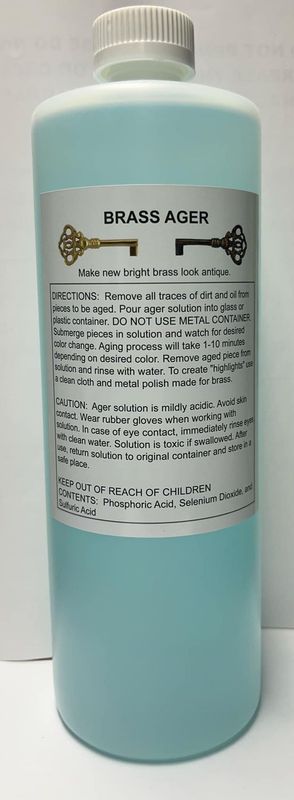 BRASS AGER
Make new bright brass look antique.
DIRECTIONS: Remove all traces of dirt and oil from
pieces to be aged. Pour ager solution into glass or
plastic container. DO NOT USE METAL CONTAINER.
Submerge pieces in solution and watch for desired
color change. Aging process will take 1-10 minutes
depending on desired color. Remove aged piece from
solution and rinse with water. To create "highlights" use
a clean cloth and metal polish made for brass.
CAUTION: Ager solution is mildly acidic. Avoid skin
contact. Wear rubber gloves when working with
solution. In case of eye contact, immediately rinse eyes
with clean water. Solution is toxic if swallowed. After
use, return solution to original container and store in a
safe place.
KEEP OUT OF REACH OF CHILDREN
CONTENTS: Phosphoric Acid, Selenium Dioxide, and
Sulfuric Acid